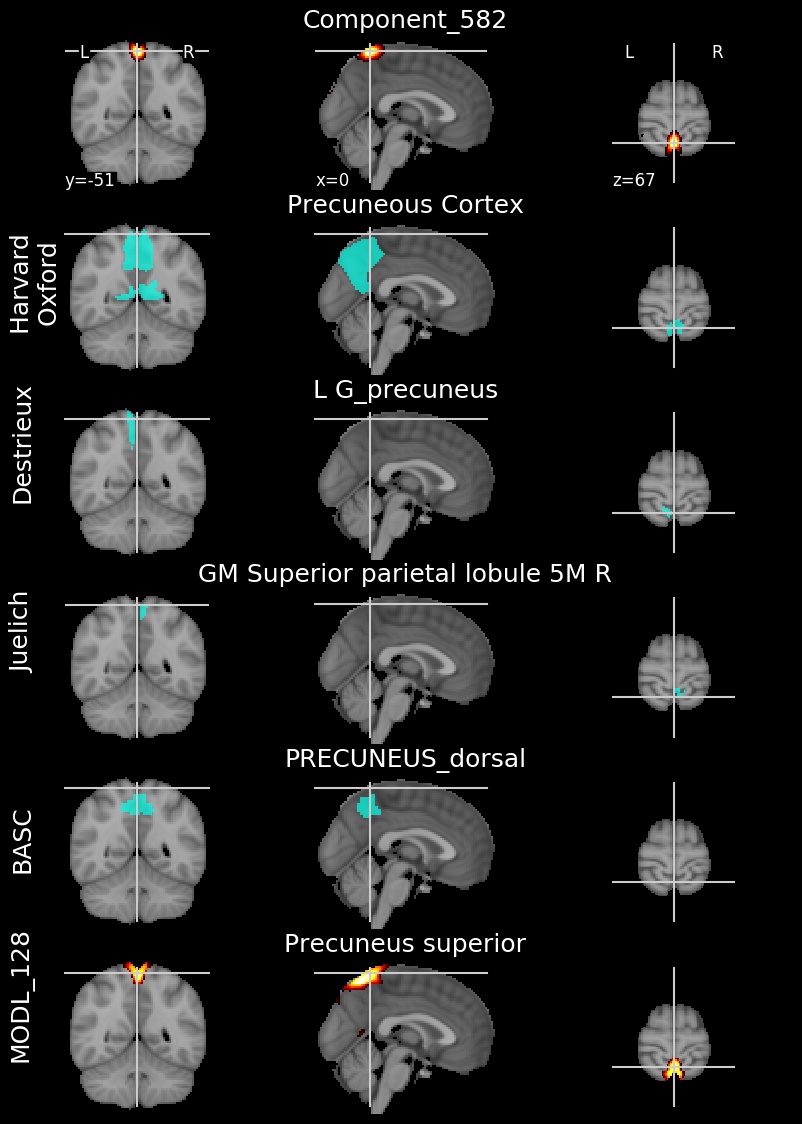 Component_582
L R
L R
y=-51
x=0
z=67
Precuneous Cortex
Harvard
Oxford
L G_precuneus
Destrieux
GM Superior parietal lobule 5M R
Juelich
PRECUNEUS_dorsal
BASC
Precuneus superior
MODL_128